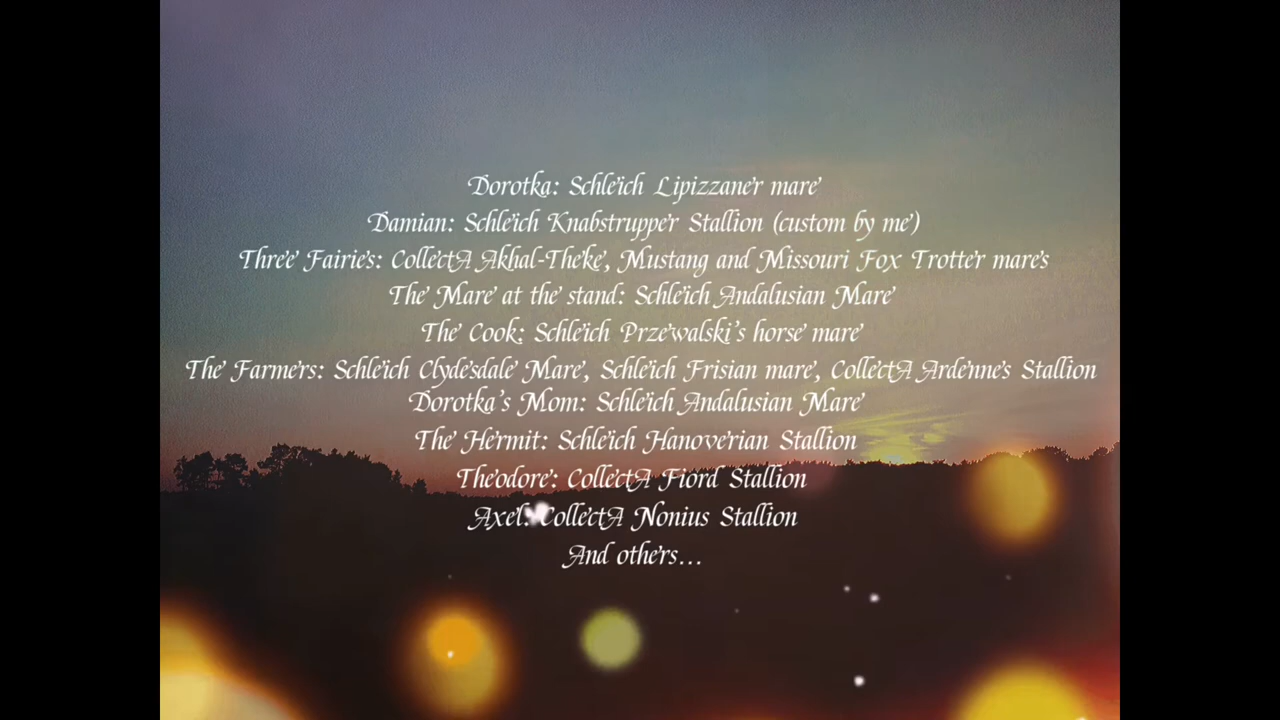 Dorotka: Schleich Lipizzaner mare
Damian: Schleich Knabstrupper Stallion (custom by me)
Three Fairies: CollectA Akhal-Theke, Mustang and Missouri Fox Trotter mares
The Mare at the stand: Schleich Andalusian Mare
The Cook: Schleich Przewalski's horse mare
The Farmers: Schleich Clydesdale Mare, Schleich Frisian mare, CollectA Ardennes Stallion
Dorotka's Mom: Schleich Andalusian Mare
The Hermit: Schleich Hanoverian Stallion
Theodore: CollectA Fiord Stallion
Axel: CollectA Nonius Stallion
And others...